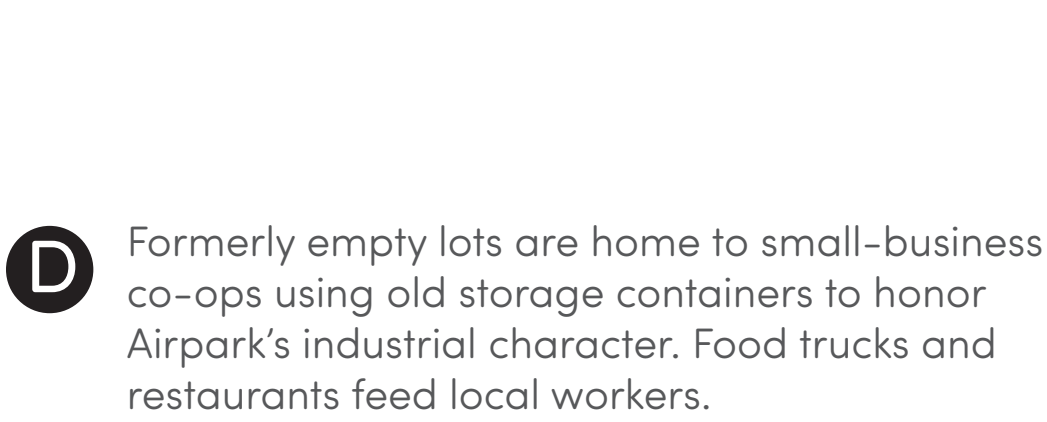 D
Formerly empty lots are home to small-business
co-ops using old storage containers to honor
Airpark’s industrial character. Food trucks and
restaurants feed local workers.